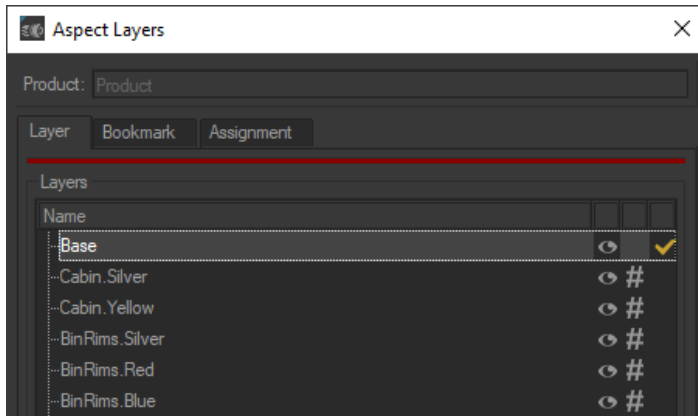 Aspect Layers
Product: Product
Layer Bookmark Assignment
Layers
Name
Base
Cabin.Silver #
Cabin.Yellow #
BinRims.Silver #
BinRims.Red #
BinRims.Blue #